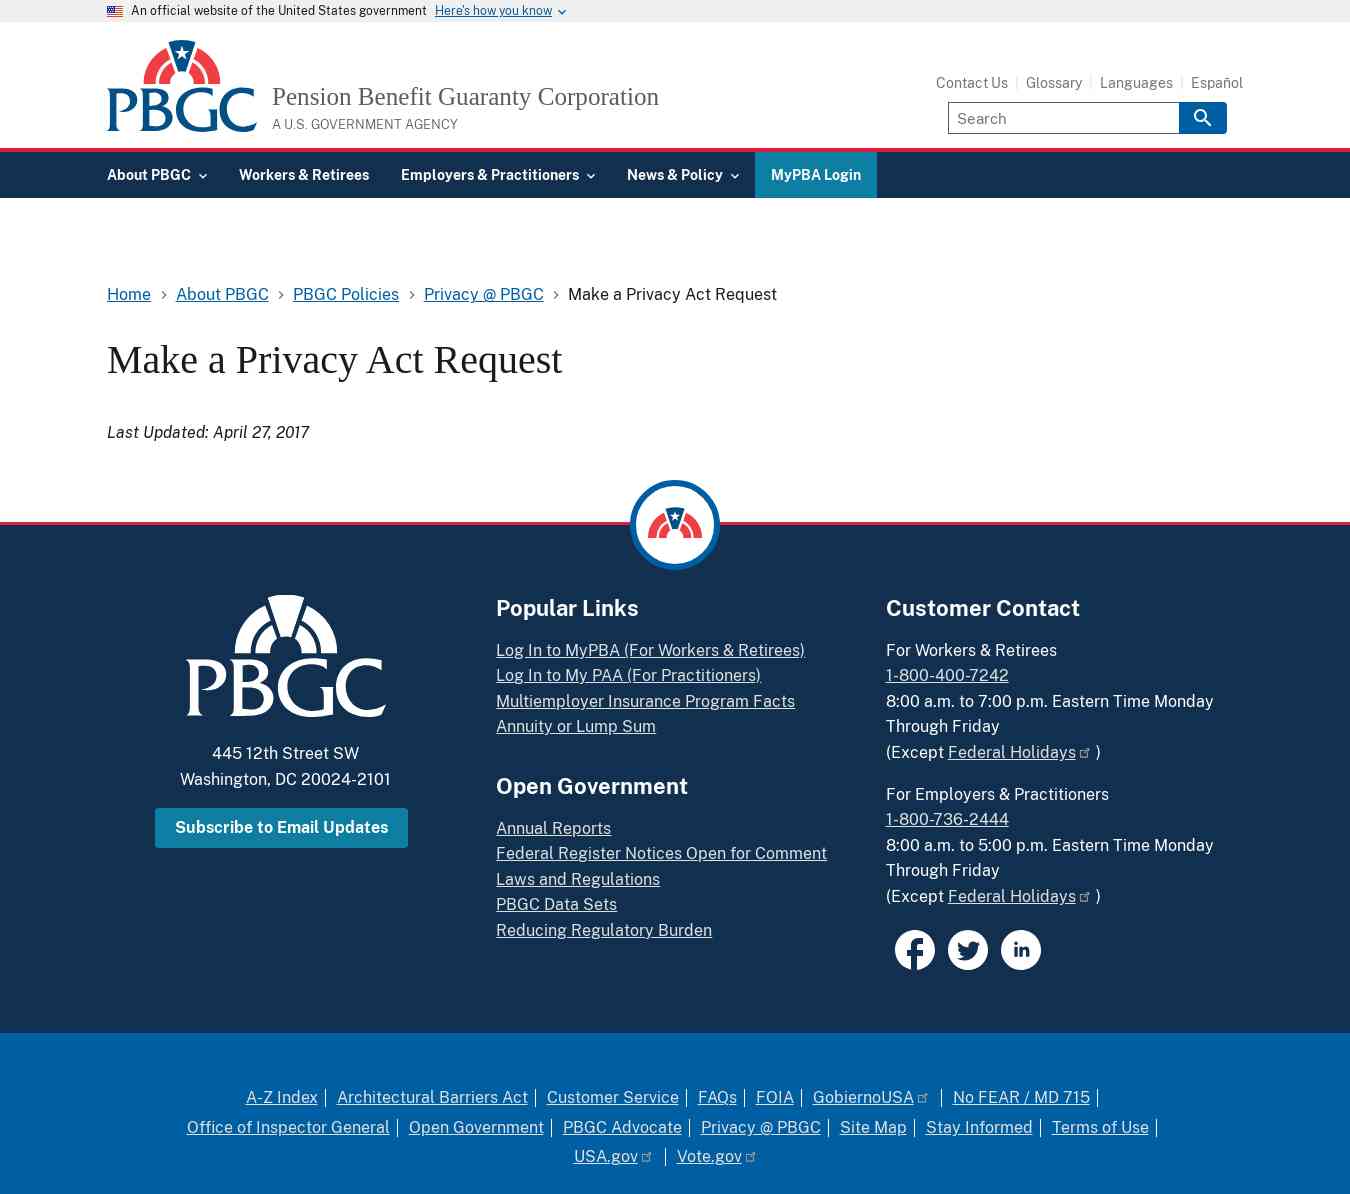 An official website of the United States government Here's how you know
PBGC
Pension Benefit Guaranty Corporation
A U.S. GOVERNMENT AGENCY
Contact Us Glossary Languages Español
Search
About PBGC Workers & Retirees Employers & Practitioners News & Policy MyPBA Login
Home About PBGC PBGC Policies Privacy @ PBGC Make a Privacy Act Request
Make a Privacy Act Request
Last Updated: April 27, 2017
PBGC
445 12th Street SW
Washington, DC 20024-2101
Subscribe to Email Updates
Popular Links
Log In to MyPBA (For Workers & Retirees)
Log In to My PAA (For Practitioners)
Multiemployer Insurance Program Facts
Annuity or Lump Sum
Open Government
Annual Reports
Federal Register Notices Open for Comment
Laws and Regulations
PBGC Data Sets
Reducing Regulatory Burden
Customer Contact
For Workers & Retirees
1-800-400-7242
8:00 a.m. to 7:00 p.m. Eastern Time Monday
Through Friday
(Except Federal Holidays )
For Employers & Practitioners
1-800-736-2444
8:00 a.m. to 5:00 p.m. Eastern Time Monday
Through Friday
(Except Federal Holidays )
in
A-Z Index Architectural Barriers Act Customer Service FAQs FOIA GobiernoUSA No FEAR / MD 715
Office of Inspector General Open Government PBGC Advocate Privacy @ PBGC Site Map Stay Informed Terms of Use
USA.gov Vote.gov